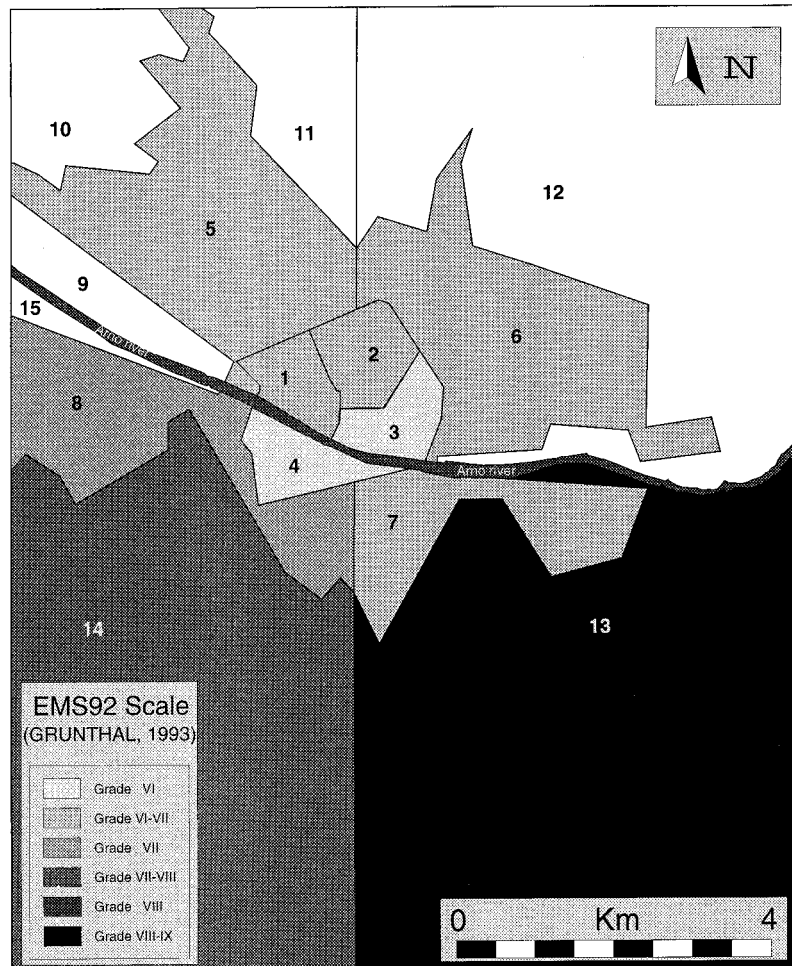 N
10
11
12
5
9
15
6
2
1
8
3
4
Arno river
Arno river
7
14
13
EMS92 Scale
(GRUNTHAL, 1993)
Grade VI
Grade VI-VII
Grade VII
Grade VII-VIII
Grade VIII
Grade VIII-IX
0 Km 4